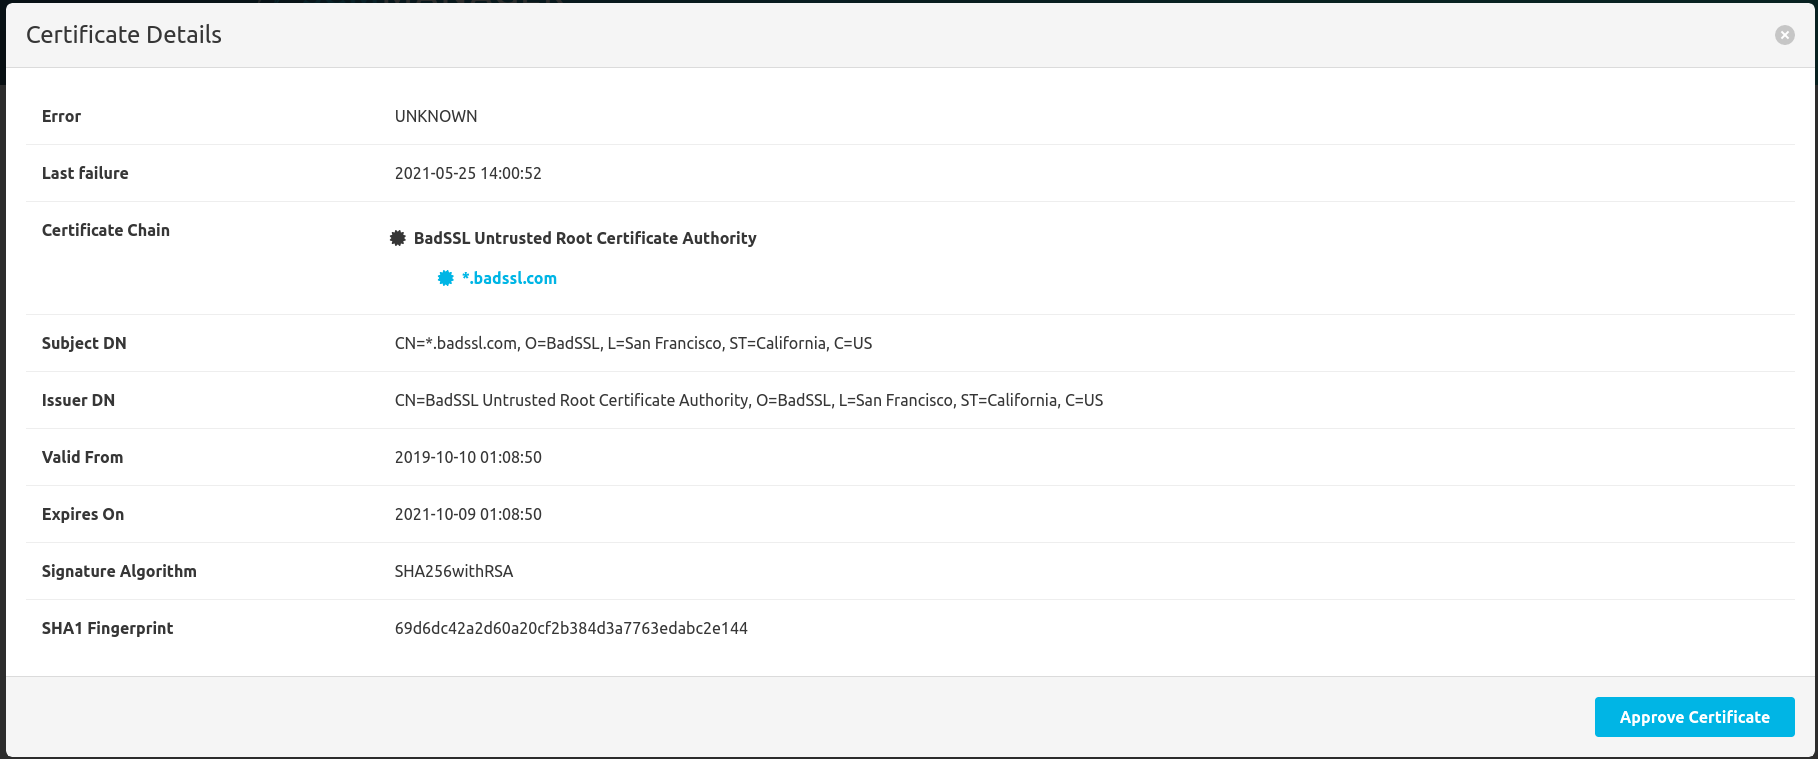 Certificate Details
Error UNKNOWN
Last failure 2021-05-25 14:00:52
Certificate Chain BadSSL Untrusted Root Certificate Authority
*.badssl.com
Subject DN CN=*.badssl.com, O=BadSSL, L=San Francisco, ST=California, C=US
Issuer DN CN=BadSSL Untrusted Root Certificate Authority, O=BadSSL, L=San Francisco, ST=California, C=US
Valid From 2019-10-10 01:08:50
Expires On 2021-10-09 01:08:50
Signature Algorithm SHA256withRSA
SHA1 Fingerprint 69d6dc42a2d60a20cf2b384d3a7763edabc2e144
Approve Certificate